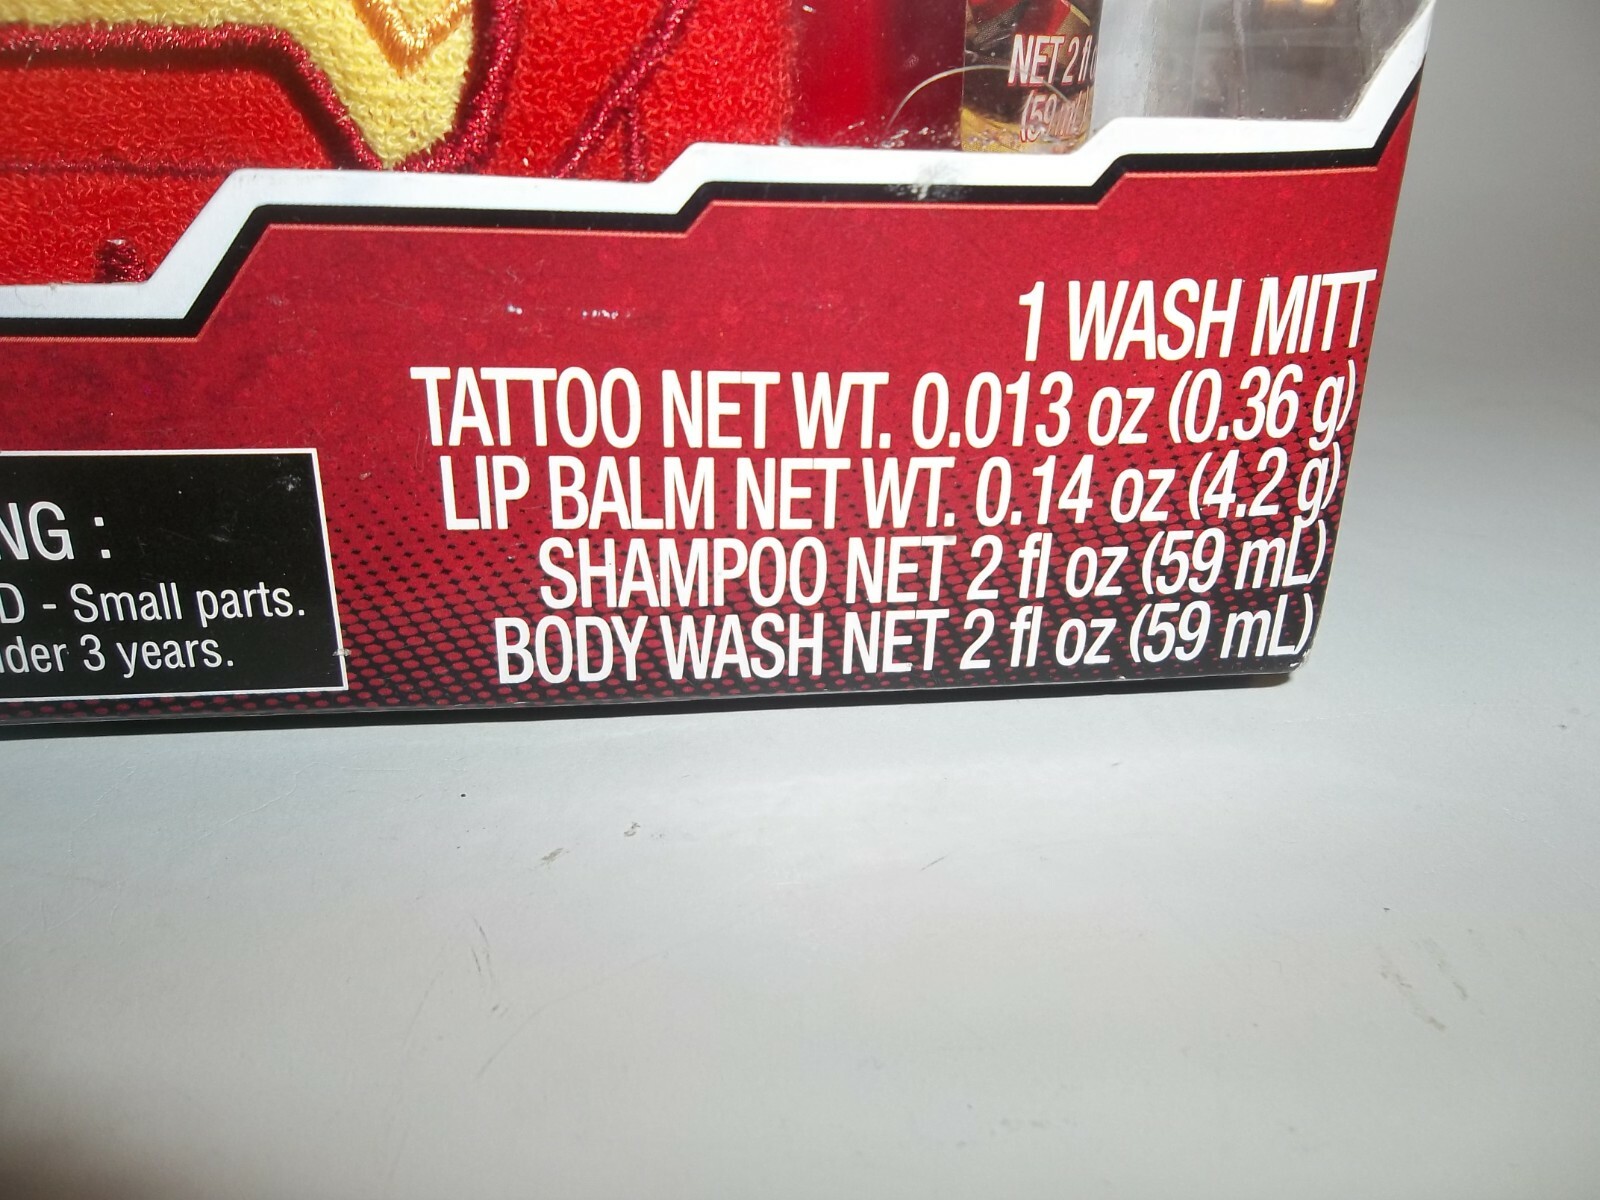 NET 2 fl
(59 mL)
1 WASH MITT
TATTOO NET WT. 0.013 oz (0.36 g)
LIP BALM NET WT. 0.14 oz (4.2 g)
SHAMPOO NET 2 fl oz (59 mL)
BODY WASH NET 2 fl oz (59 mL)
NG :
D - Small parts.
der 3 years.